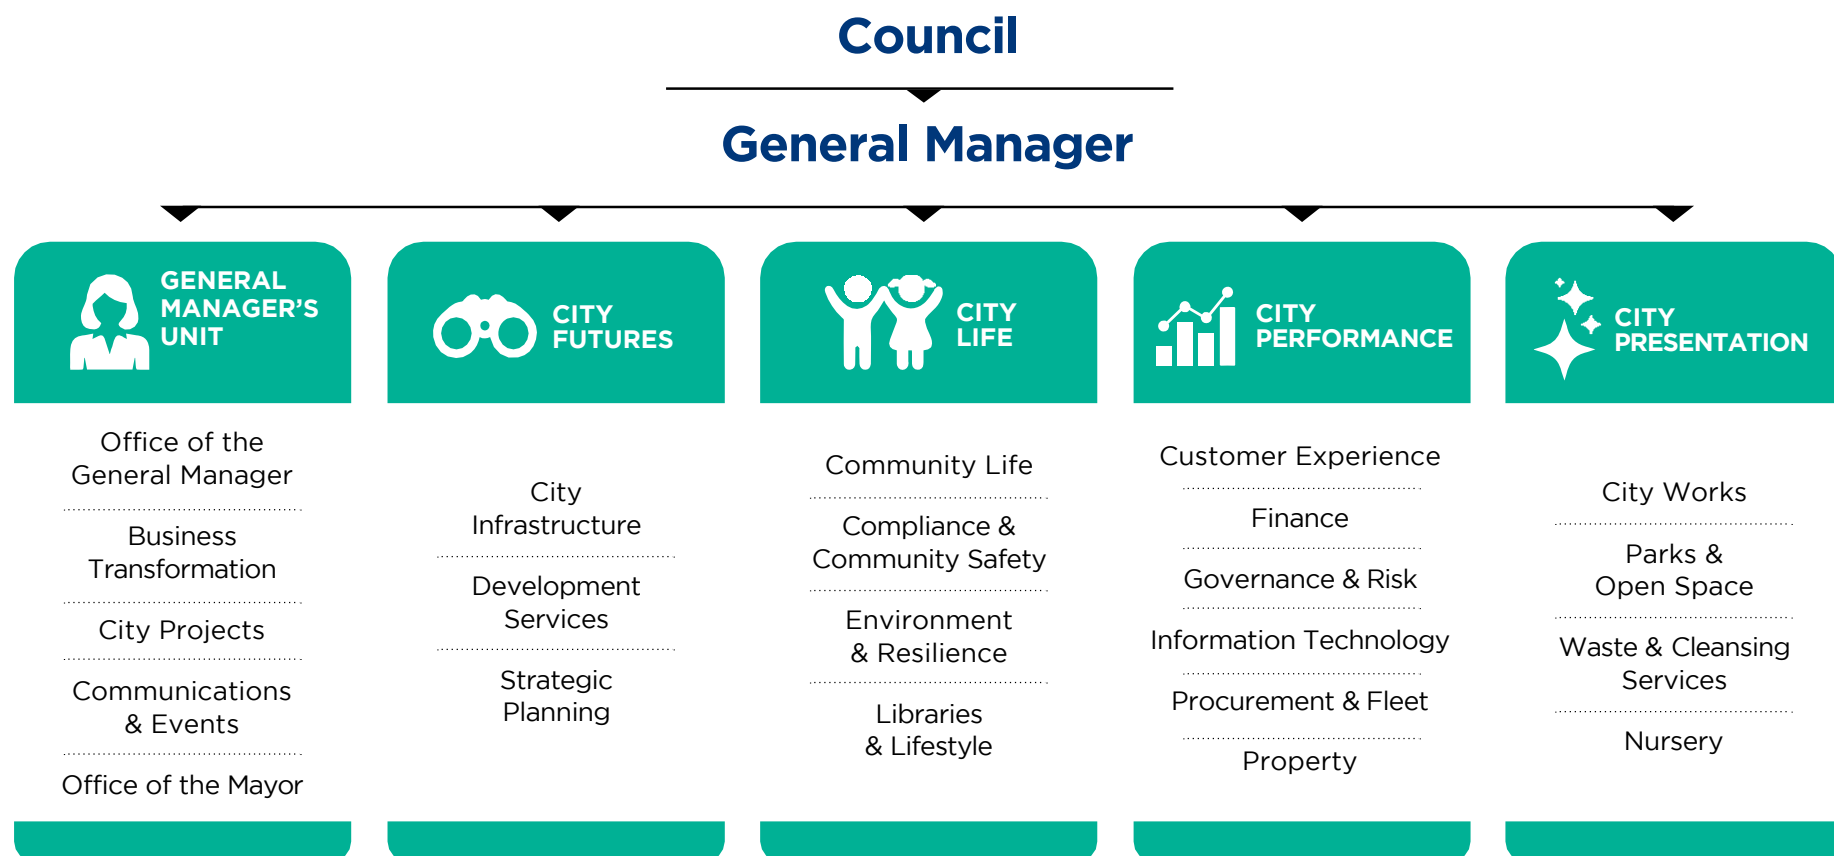 Council
General Manager
GENERAL
MANAGER'S
UNIT
Office of the
General Manager
Business
Transformation
City Projects
Communications
& Events
Office of the Mayor
CITY
FUTURES
City
Infrastructure
Development
Services
Strategic
Planning
CITY
LIFE
Community Life
Compliance &
Community Safety
Environment
& Resilience
Libraries
& Lifestyle
CITY
PERFORMANCE
Customer Experience
Finance
Governance & Risk
Information Technology
Procurement & Fleet
Property
CITY
PRESENTATION
City Works
Parks &
Open Space
Waste & Cleansing
Services
Nursery